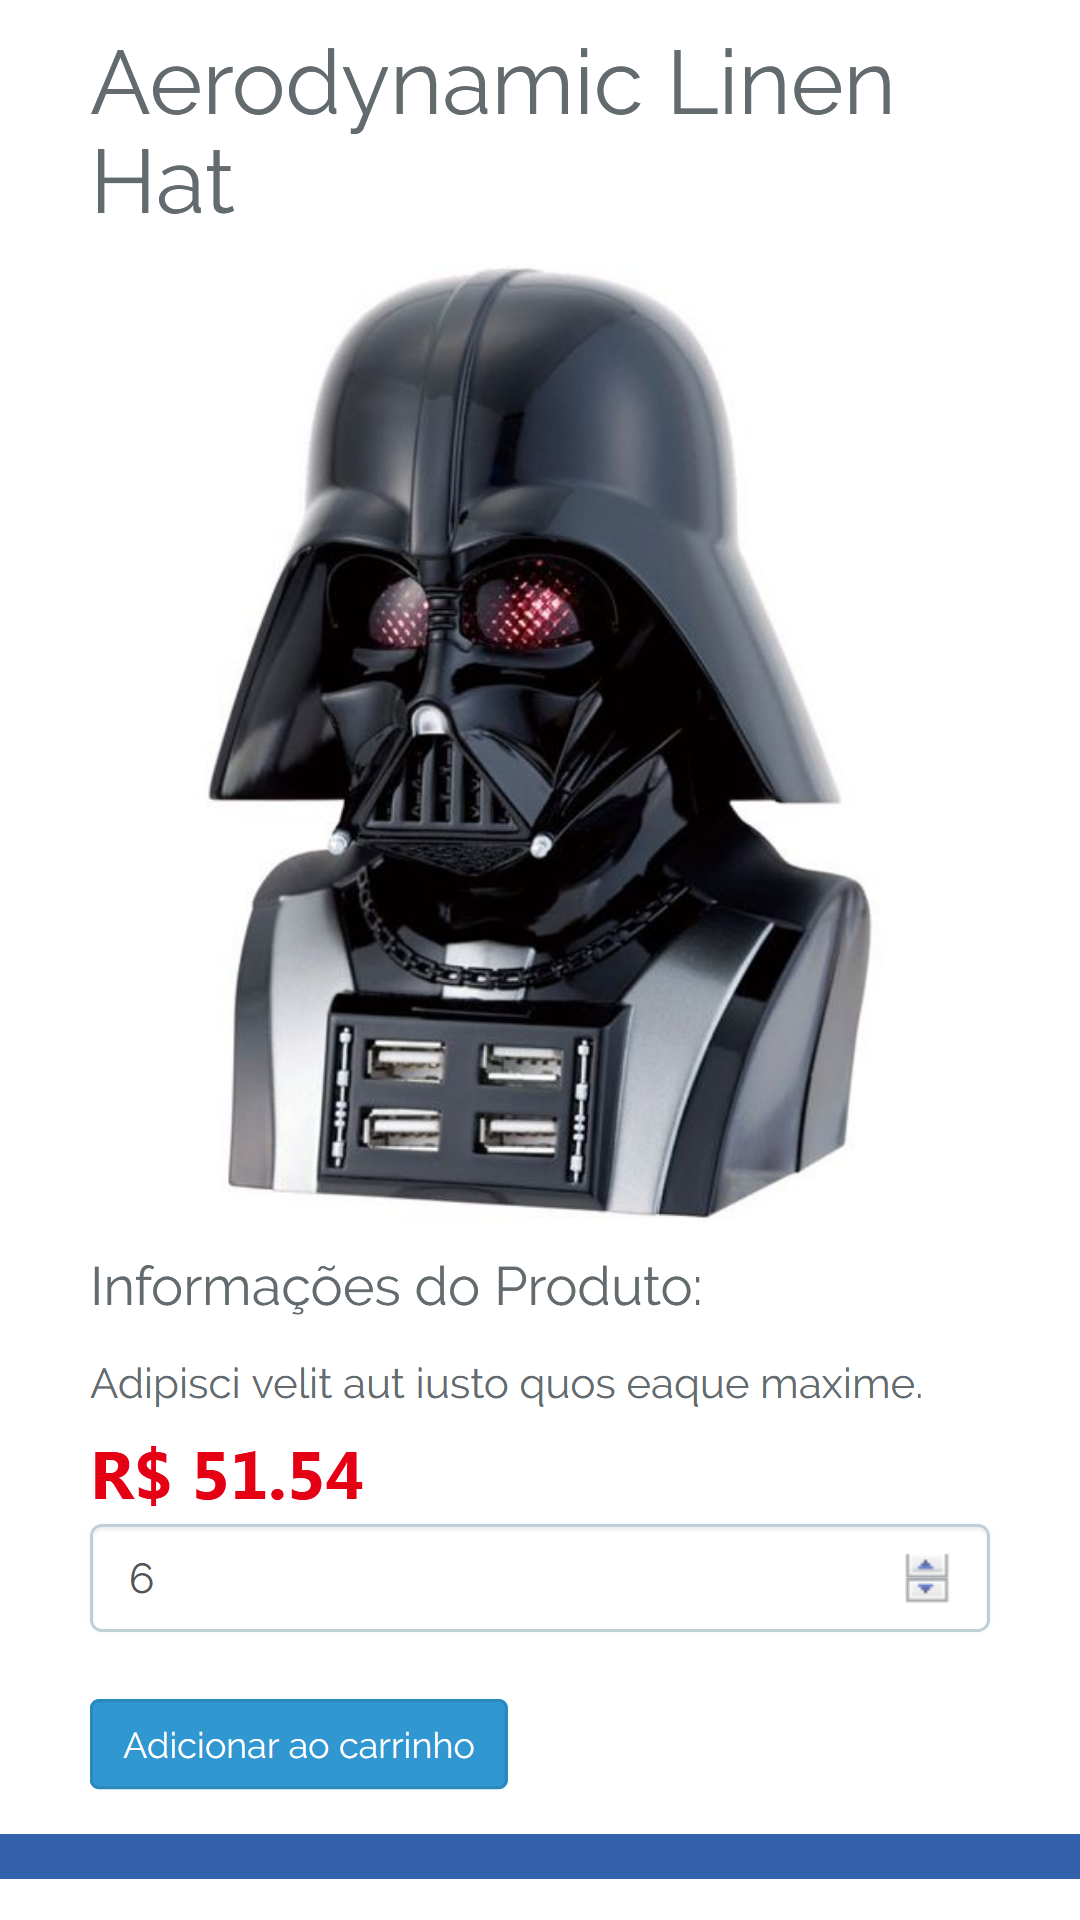 Aerodynamic Linen
Hat
Informações do Produto:
Adipisci velit aut iusto quos eaque maxime.
R$ 51.54
6
Adicionar ao carrinho